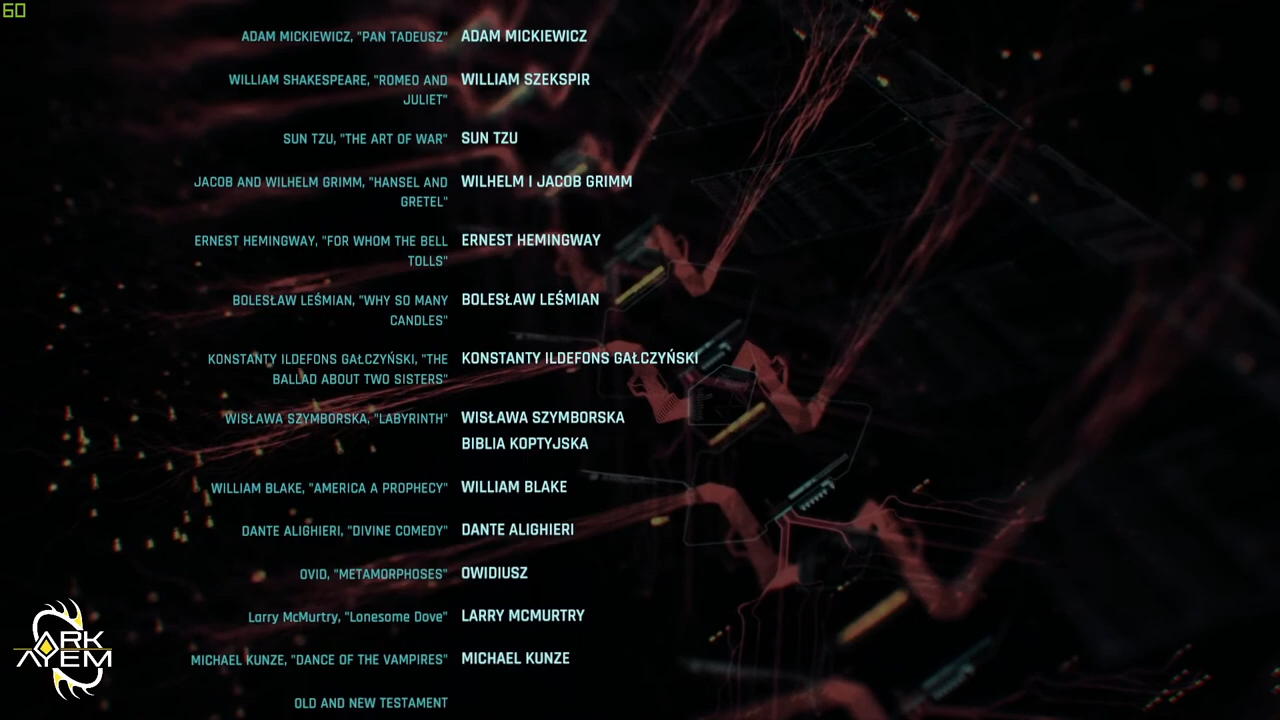 60
ADAM MICKIEWICZ, "PAN TADEUSZ" ADAM MICKIEWICZ
WILLIAM SHAKESPEARE, "ROMEO AND WILLIAM SZEKSPIR
JULIET"
SUN TZU, "THE ART OF WAR" SUN TZU
JACOB AND WILHELM GRIMM, "HANSEL AND WILHELM I JACOB GRIMM
GRETEL"
ERNEST HEMINGWAY, "FOR WHOM THE BELL ERNEST HEMINGWAY
TOLLS"
BOLESŁAW LEŚMIAN, "WHY SO MANY BOLESŁAW LEŚMIAN
CANDLES"
KONSTANTY ILDEFONS GAŁCZYŃSKI, "THE KONSTANTY ILDEFONS GAŁCZYŃSKI
BALLAD ABOUT TWO SISTERS"
WISŁAWA SZYMBORSKA, "LABYRINTH" WISŁAWA SZYMBORSKA
BIBLIA KOPTYJSKA
WILLIAM BLAKE, "AMERICA A PROPHECY" WILLIAM BLAKE
DANTE ALIGHIERI, "DIVINE COMEDY" DANTE ALIGHIERI
OVID, "METAMORPHOSES" OWIDIUSZ
Larry McMurtry, "Lonesome Dove" LARRY MCMURTRY
MICHAEL KUNZE, "DANCE OF THE VAMPIRES" MICHAEL KUNZE
OLD AND NEW TESTAMENT
ARK
AYEM